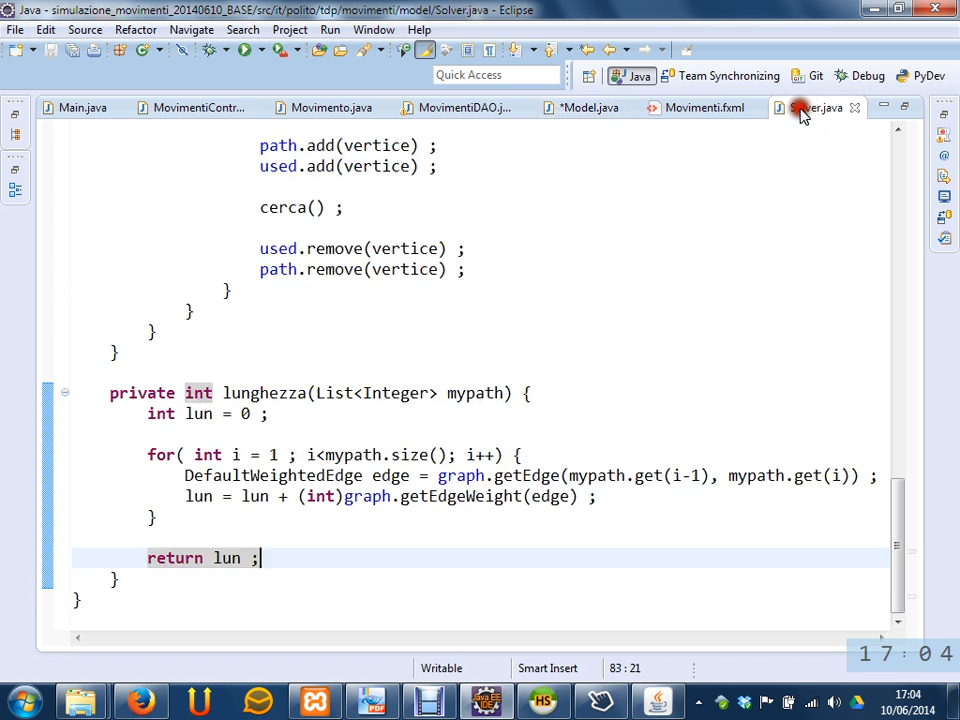 Java - simulazione_movimenti_20140610_BASE/src/it/polito/tdp/movimenti/model/Solver.java - Eclipse
File Edit Source Refactor Navigate Search Project Run Window Help
Quick Access
Java Team Synchronizing Git Debug PyDev
Main.java MovimentiContr... Movimento.java MovimentiDAO.j... *Model.java Movimenti.fxml Solver.java
path.add(vertice) ;
used.add(vertice) ;
cerca() ;
used.remove(vertice) ;
path.remove(vertice) ;
}
}
}
}
private int lunghezza(List<Integer> mypath) {
int lun = 0 ;
for( int i = 1 ; i<mypath.size(); i++) {
DefaultWeightedEdge edge = graph.getEdge(mypath.get(i-1), mypath.get(i)) ;
lun = lun + (int)graph.getEdgeWeight(edge) ;
}
return lun ;
}
}
Writable Smart Insert 83 : 21
17:04
17:04
10/06/2014